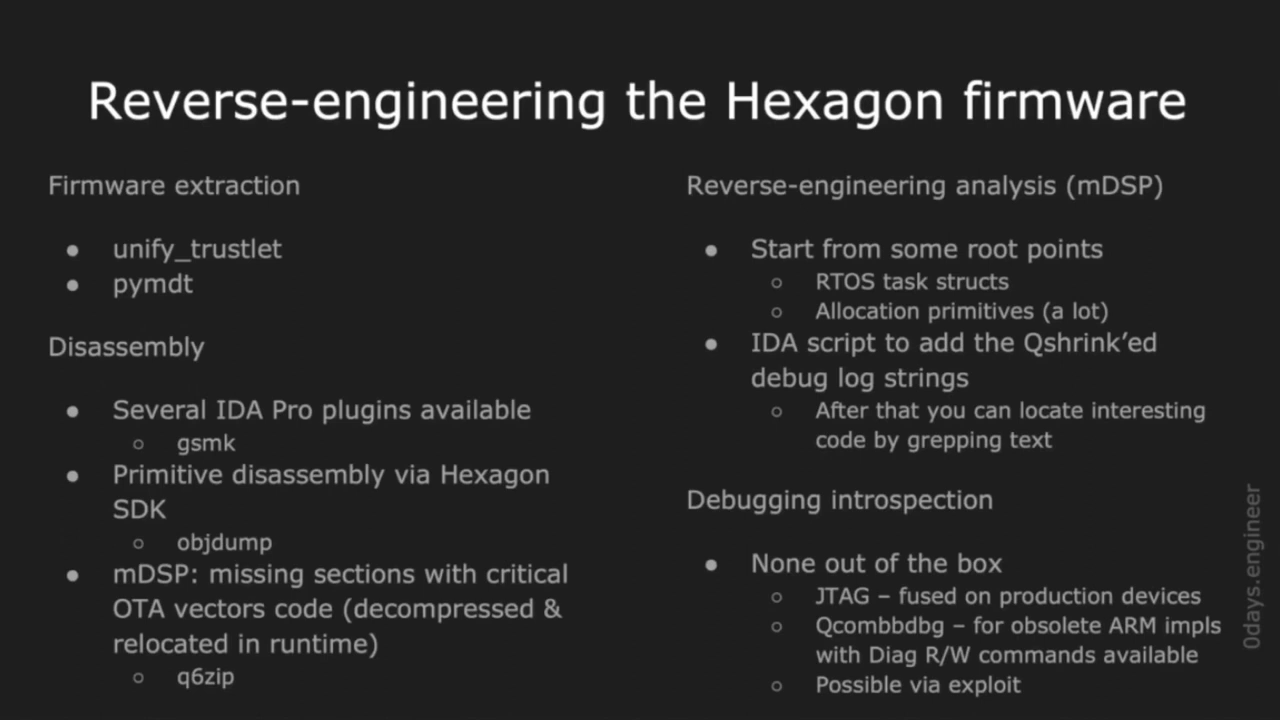 Reverse-engineering the Hexagon firmware
Firmware extraction
● unify_trustlet
● pymdt
Disassembly
● Several IDA Pro plugins available
○ gsmk
● Primitive disassembly via Hexagon
SDK
○ objdump
● mDSP: missing sections with critical
OTA vectors code (decompressed &
relocated in runtime)
○ q6zip
Reverse-engineering analysis (mDSP)
● Start from some root points
○ RTOS task structs
○ Allocation primitives (a lot)
● IDA script to add the Qshrink’ed
debug log strings
○ After that you can locate interesting
code by grepping text
Debugging introspection
● None out of the box
○ JTAG – fused on production devices
○ Qcombbdbg – for obsolete ARM impls
with Diag R/W commands available
○ Possible via exploit
0days.engineer